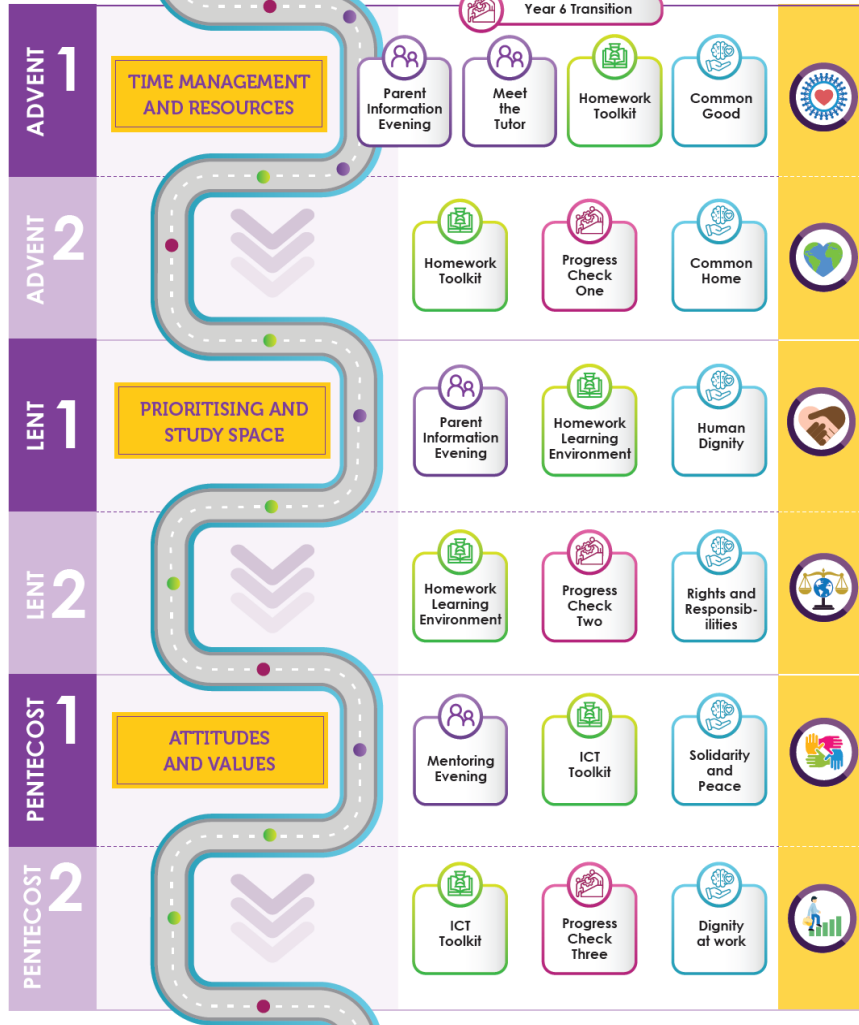 Year 6 Transition
ADVENT 1
TIME MANAGEMENT
AND RESOURCES
Parent
Information
Evening
Meet
the
Tutor
Homework
Toolkit
Common
Good
ADVENT 2
Homework
Toolkit
Progress
Check
One
Common
Home
LENT 1
PRIORITISING AND
STUDY SPACE
Parent
Information
Evening
Homework
Learning
Environment
Human
Dignity
LENT 2
Homework
Learning
Environment
Progress
Check
Two
Rights and
Responsib-
ilities
PENTECOST 1
ATTITUDES
AND VALUES
Mentoring
Evening
ICT
Toolkit
Solidarity
and
Peace
PENTECOST 2
ICT
Toolkit
Progress
Check
Three
Dignity
at work